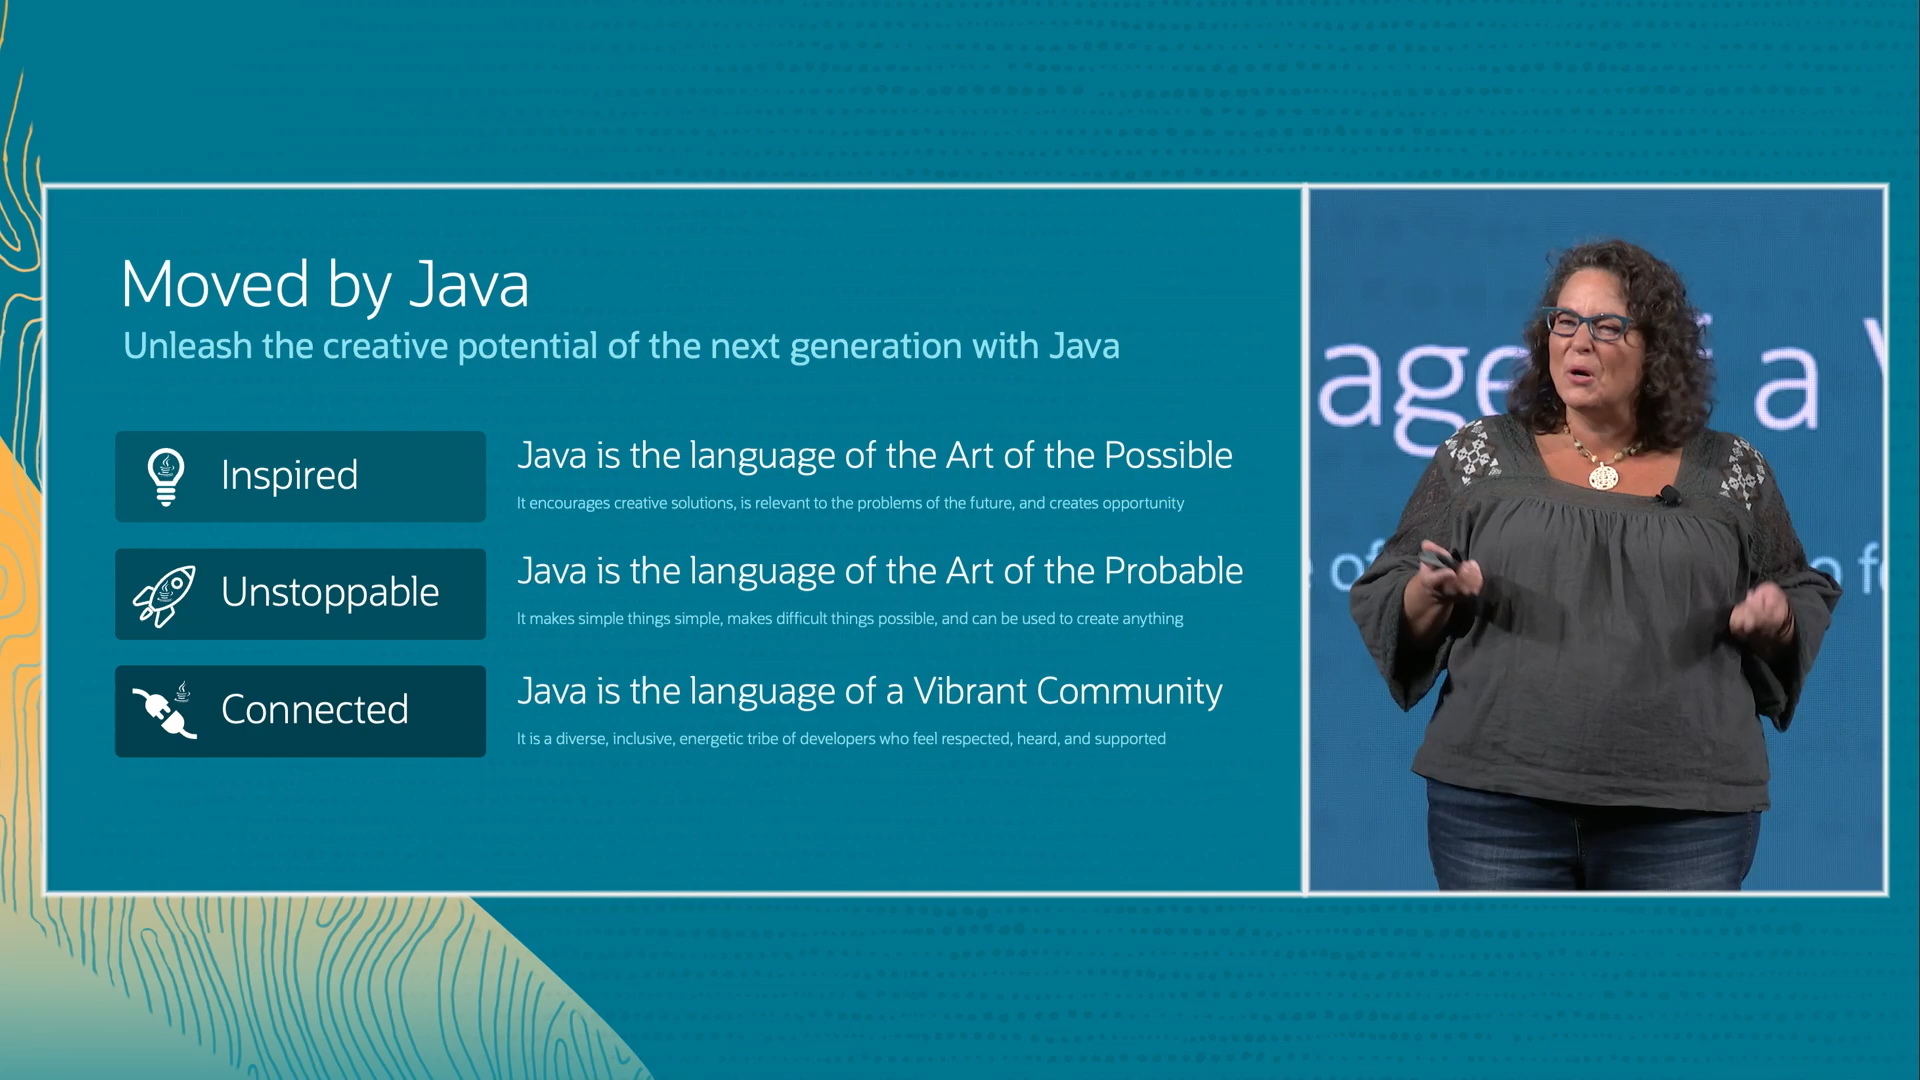 Moved by Java
Unleash the creative potential of the next generation with Java
Inspired
Java is the language of the Art of the Possible
It encourages creative solutions, is relevant to the problems of the future, and creates opportunity
Unstoppable
Java is the language of the Art of the Probable
It makes simple things simple, makes difficult things possible, and can be used to create anything
Connected
Java is the language of a Vibrant Community
It is a diverse, inclusive, energetic tribe of developers who feel respected, heard, and supported
a
of